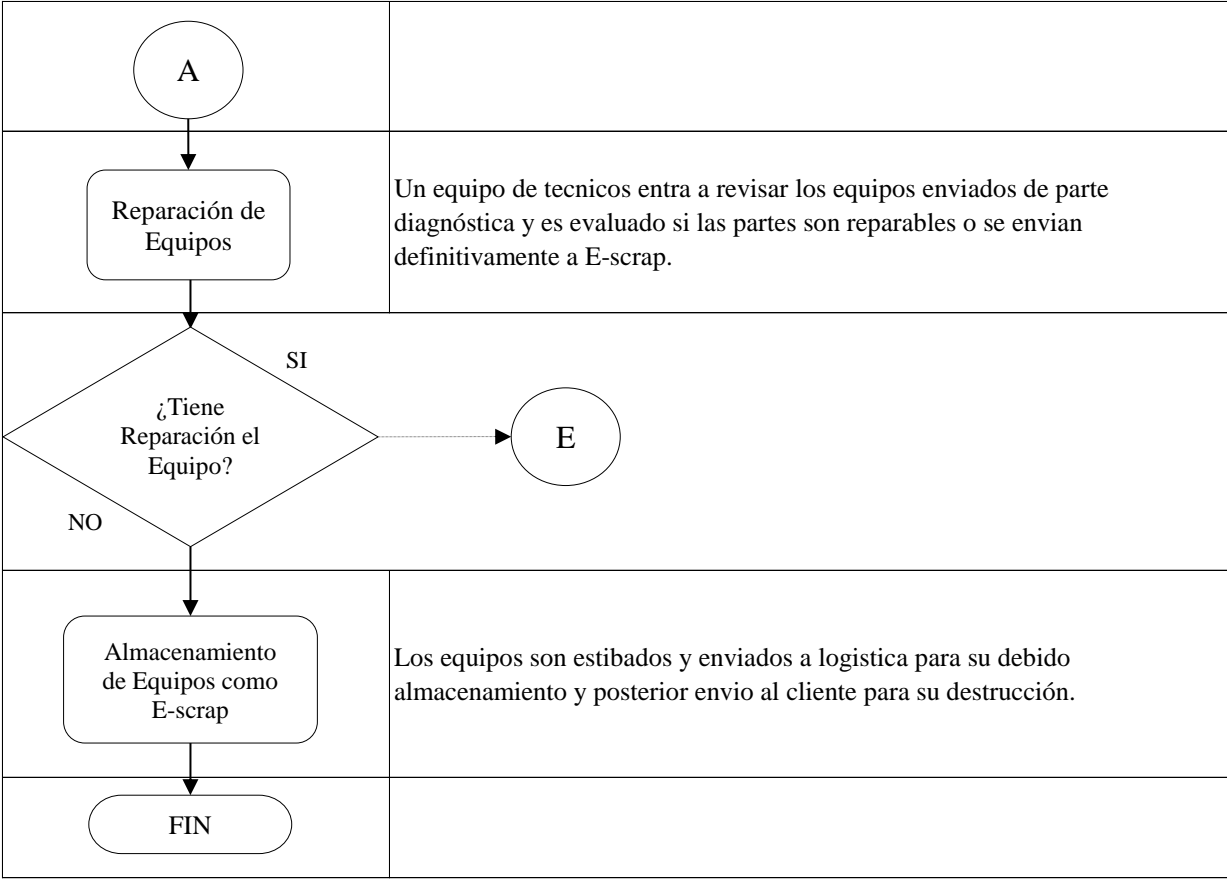 A
Reparación de
Equipos
Un equipo de tecnicos entra a revisar los equipos enviados de parte
diagnóstica y es evaluado si las partes son reparables o se envian
definitivamente a E-scrap.
SI
¿Tiene
Reparación el
Equipo?
E
NO
Almacenamiento
de Equipos como
E-scrap
Los equipos son estibados y enviados a logistica para su debido
almacenamiento y posterior envio al cliente para su destrucción.
FIN